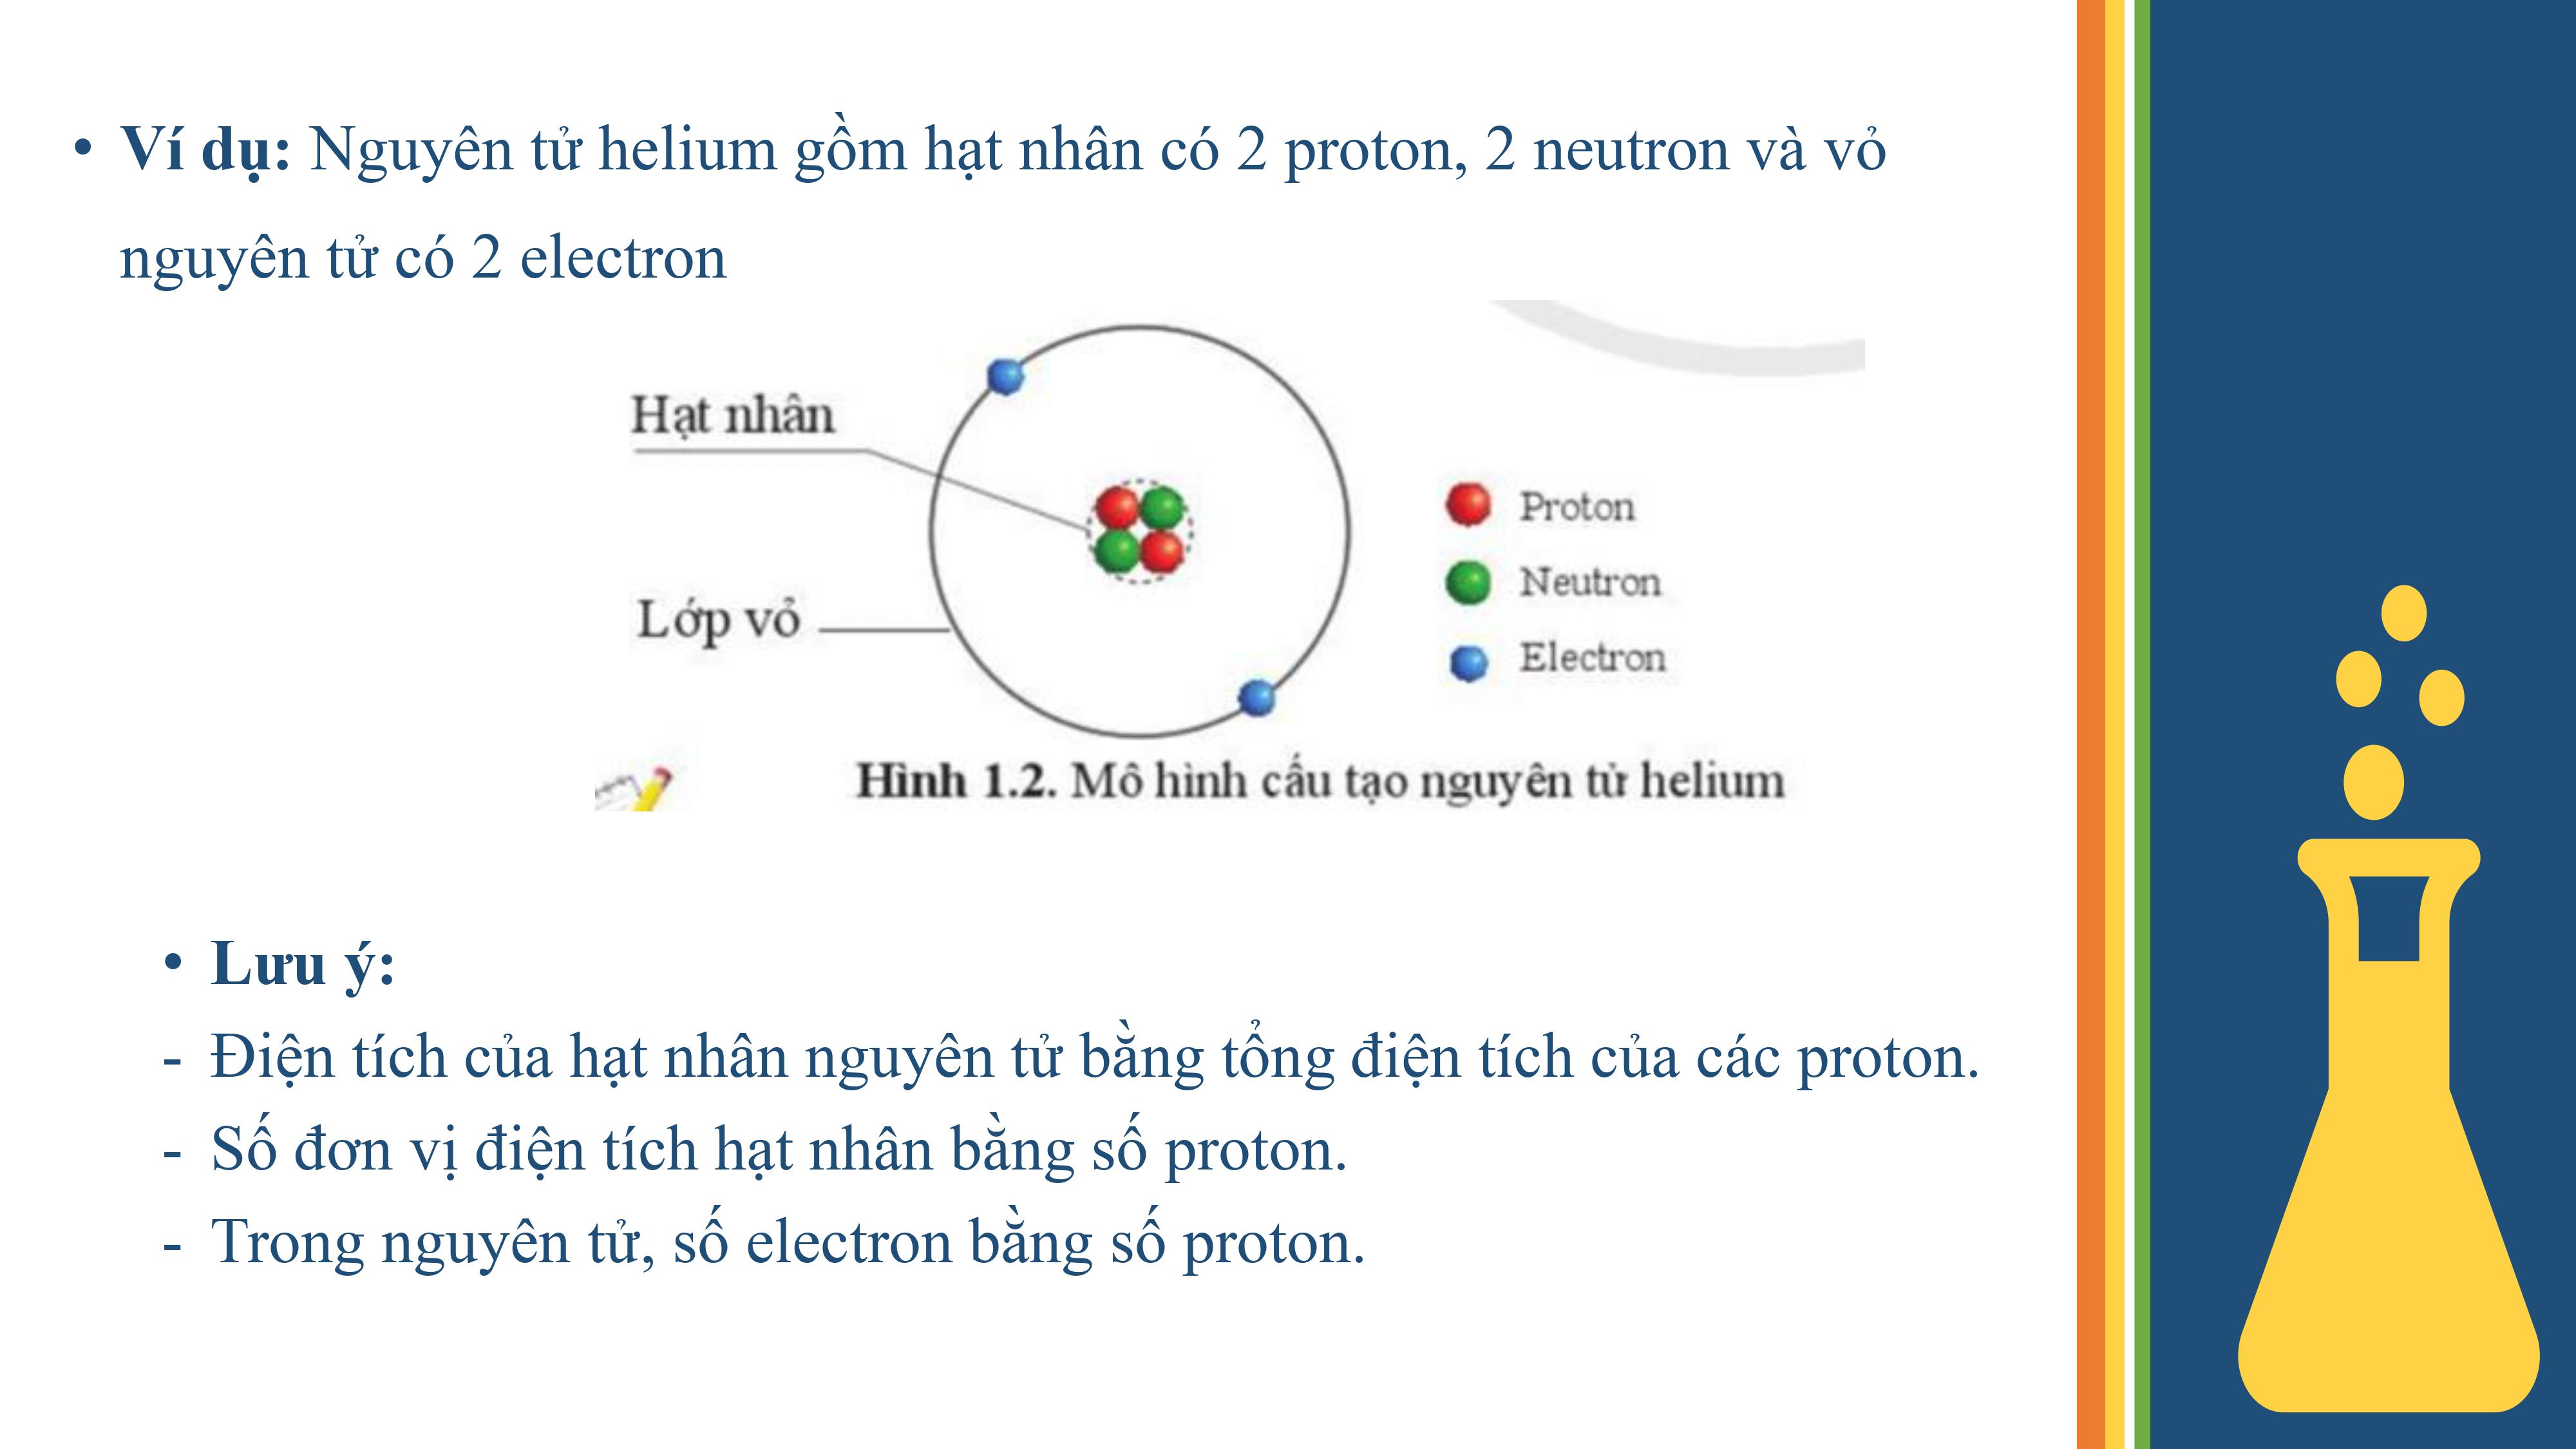 • Ví dụ: Nguyên tử helium gồm hạt nhân có 2 proton, 2 neutron và vỏ
nguyên tử có 2 electron
Hạt nhân
Lớp vỏ
Proton
Neutron
Electron
Hình 1.2. Mô hình cấu tạo nguyên tử helium
• Lưu ý:
- Điện tích của hạt nhân nguyên tử bằng tổng điện tích của các proton.
- Số đơn vị điện tích hạt nhân bằng số proton.
- Trong nguyên tử, số electron bằng số proton.